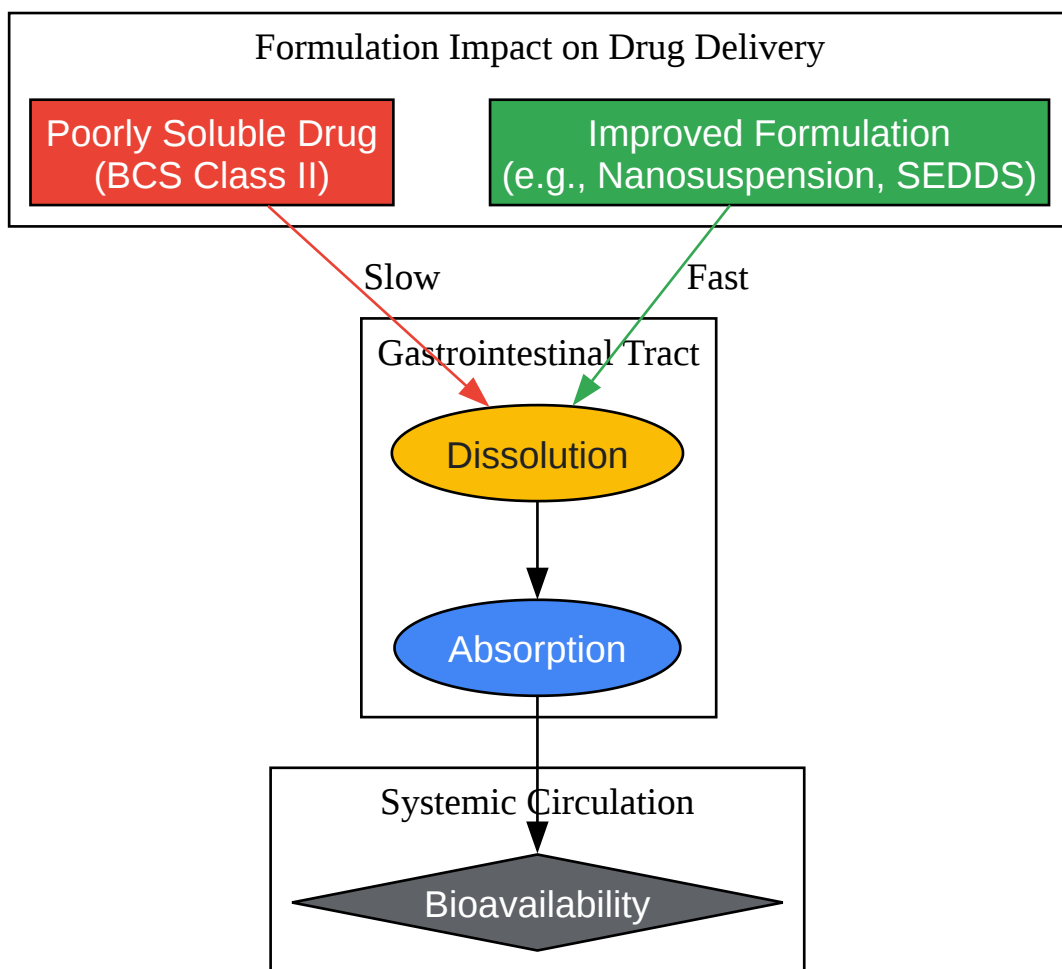 Formulation Impact on Drug Delivery
Poorly Soluble Drug
(BCS Class II)
Improved Formulation
(e.g., Nanosuspension, SEDDS)
Slow
Fast
Gastrointestinal Tract
Dissolution
Absorption
Systemic Circulation
Bioavailability